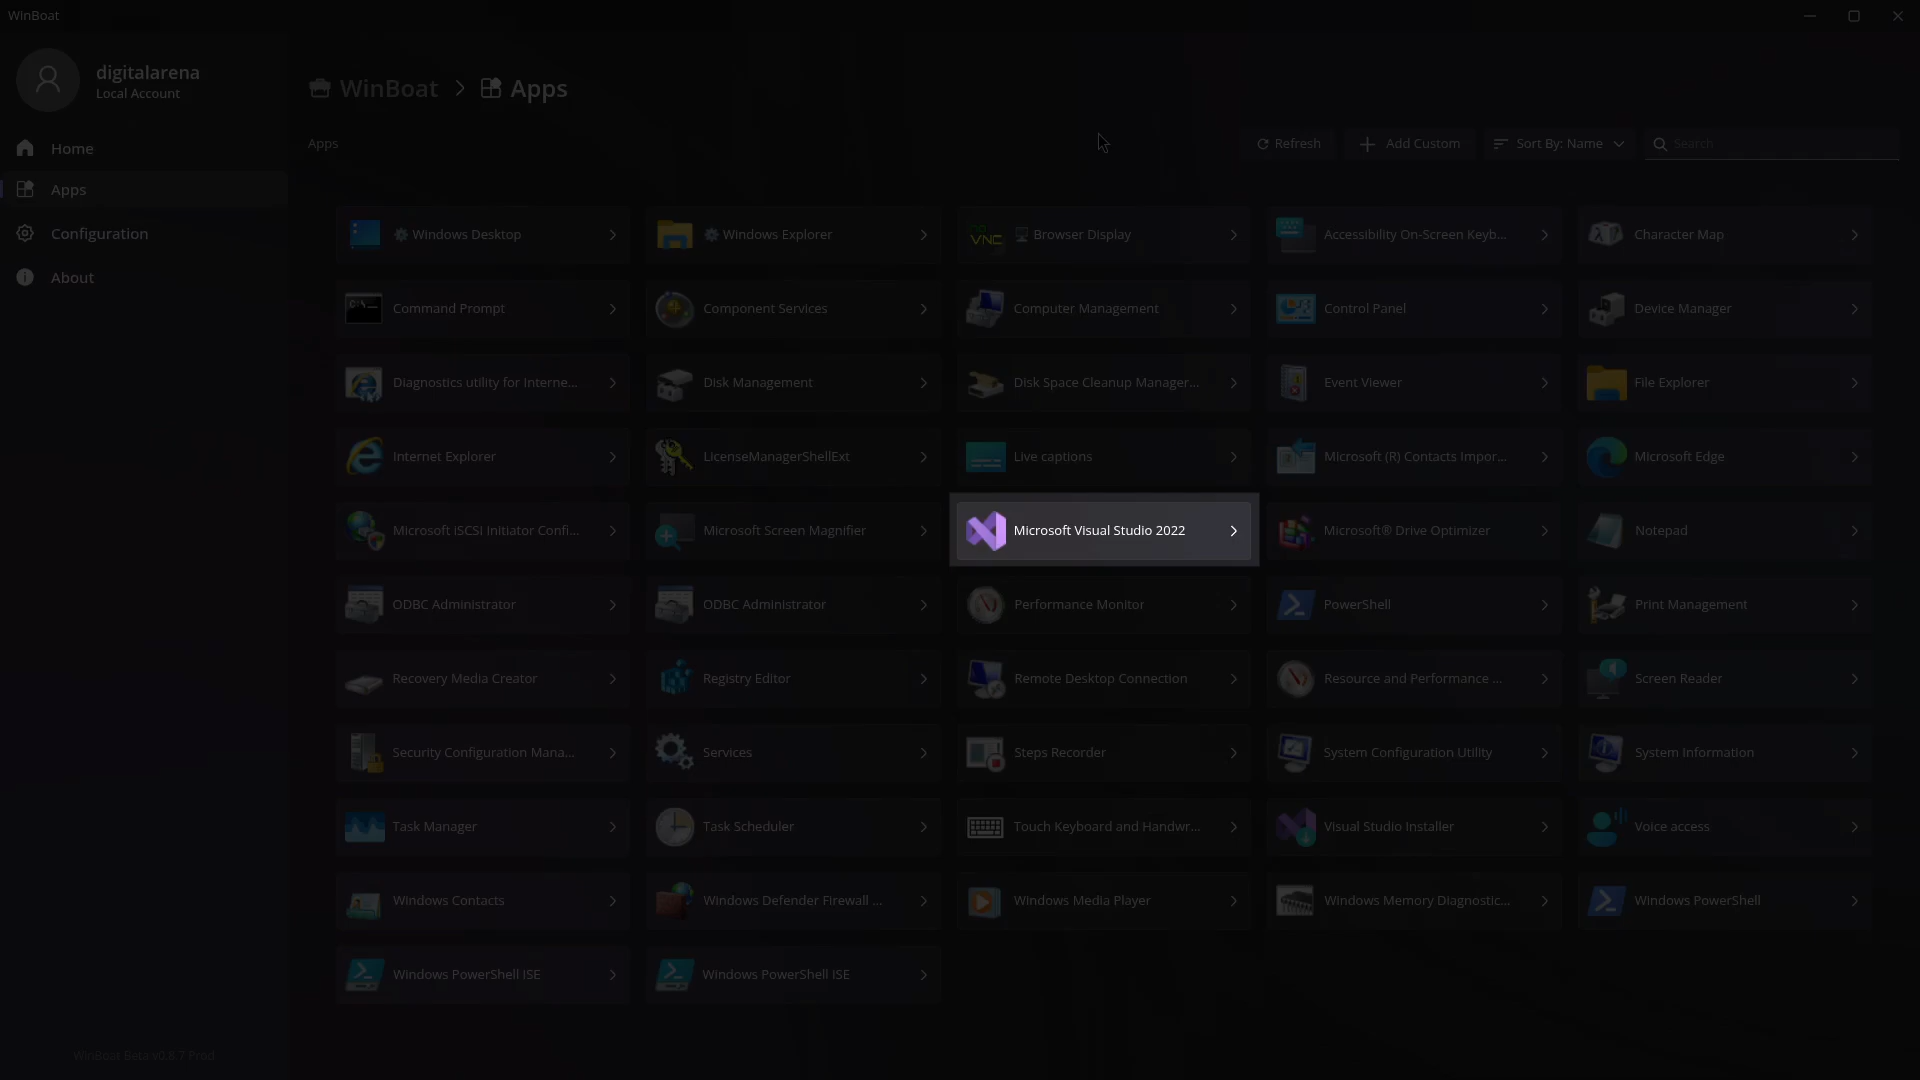 WinBoat
digitalarena
Local Account
Home
Apps
Configuration
About
WinBoat > Apps
Apps
Refresh
Add Custom
Sort By: Name
Search
Windows Desktop
Windows Explorer
Browser Display
Accessibility On-Screen Keyb...
Character Map
Command Prompt
Component Services
Computer Management
Control Panel
Device Manager
Diagnostics utility for Interne...
Disk Management
Disk Space Cleanup Manager...
Event Viewer
File Explorer
Internet Explorer
LicenseManagerShellExt
Live captions
Microsoft (R) Contacts Impor...
Microsoft Edge
Microsoft iSCSI Initiator Confi...
Microsoft Screen Magnifier
Microsoft Visual Studio 2022
Microsoft® Drive Optimizer
Notepad
ODBC Administrator
ODBC Administrator
Performance Monitor
PowerShell
Print Management
Recovery Media Creator
Registry Editor
Remote Desktop Connection
Resource and Performance ...
Screen Reader
Security Configuration Mana...
Services
Steps Recorder
System Configuration Utility
System Information
Task Manager
Task Scheduler
Touch Keyboard and Handwr...
Visual Studio Installer
Voice access
Windows Contacts
Windows Defender Firewall ...
Windows Media Player
Windows Memory Diagnostic...
Windows PowerShell
Windows PowerShell ISE
Windows PowerShell ISE
WinBoat Beta v0.8.7 Prod